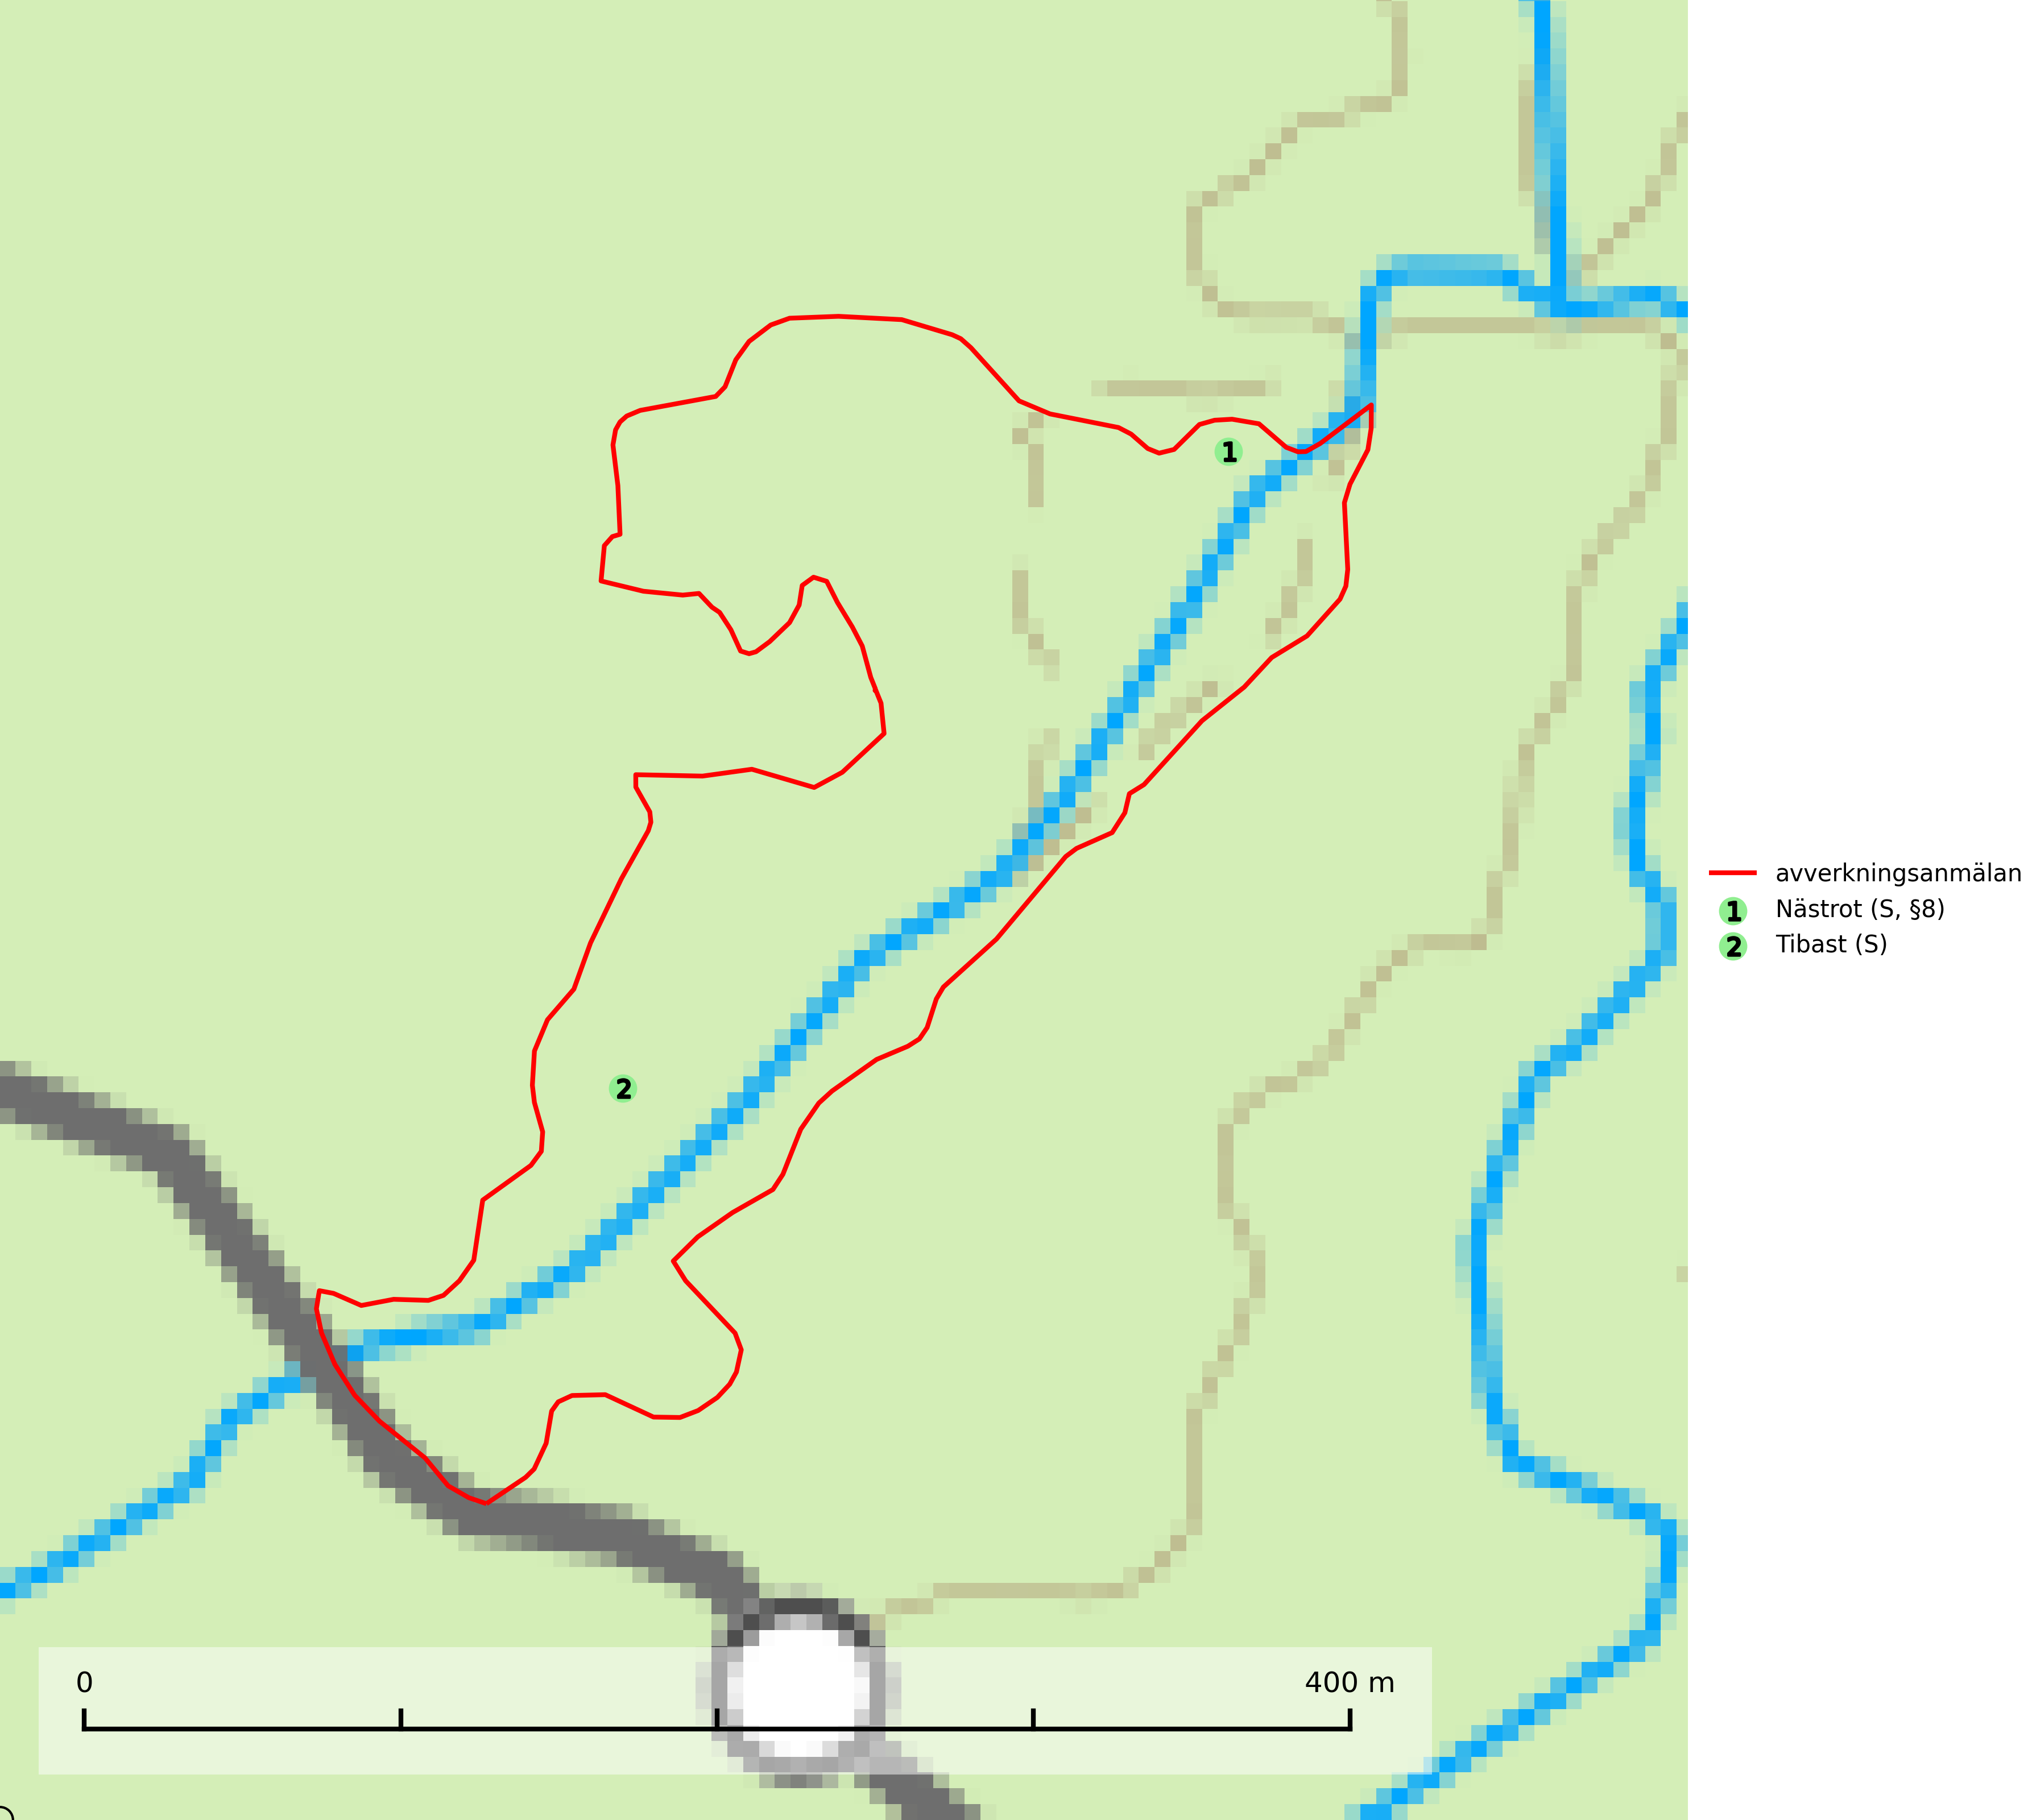 1
2
avverkningsanmälan
1 Nästrot (S, §8)
2 Tibast (S)
0 400 m